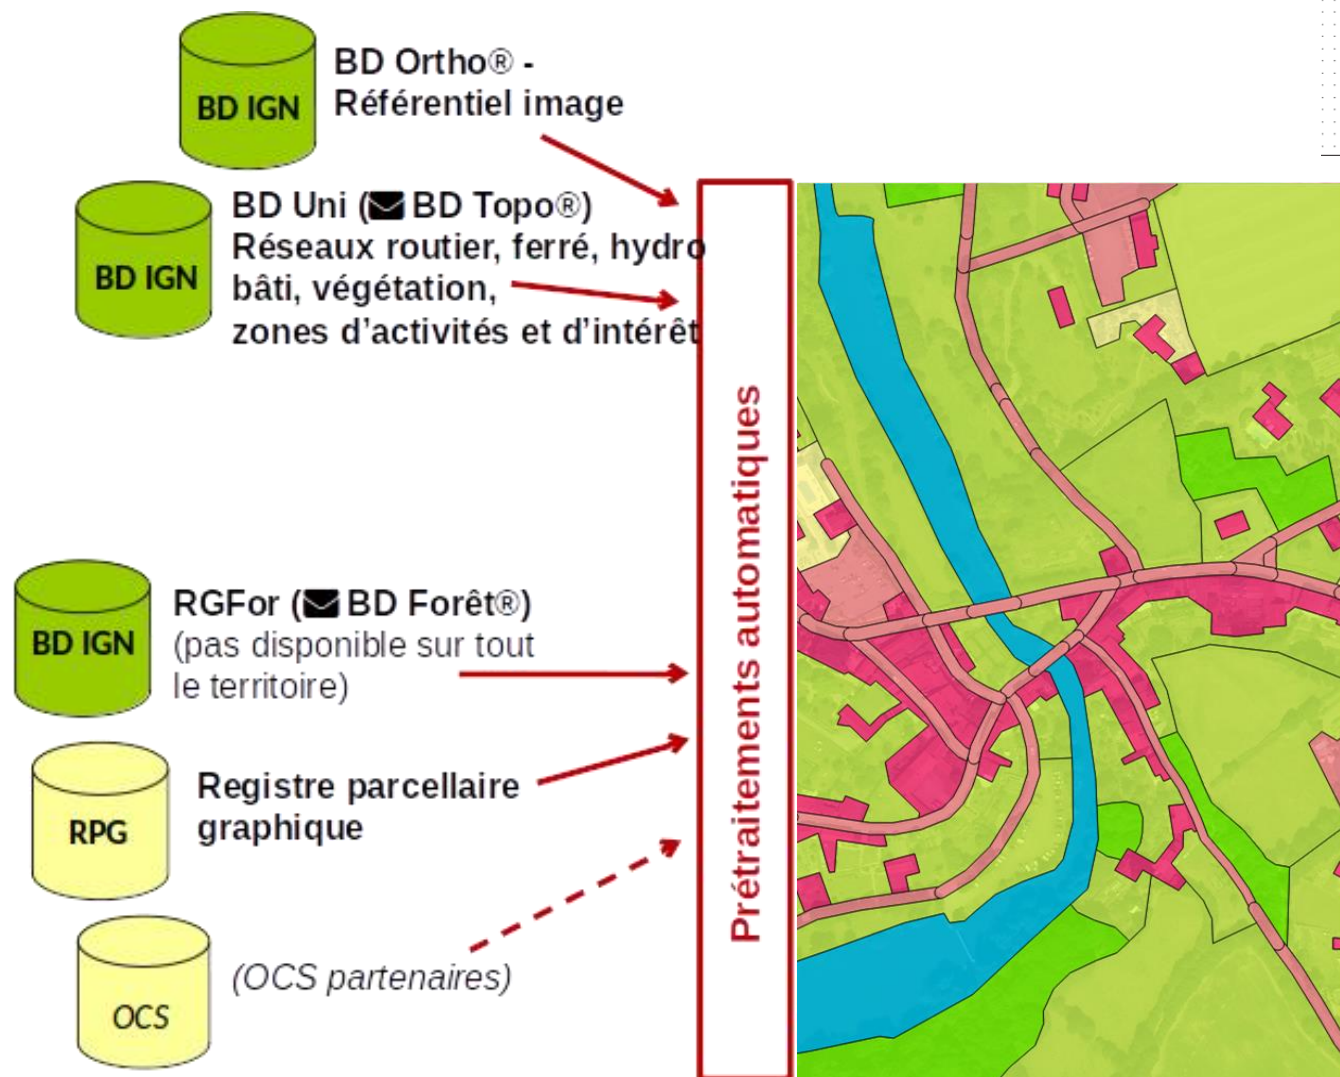 BD IGN
BD Ortho® -
Référentiel image
BD IGN
BD Uni (✉ BD Topo®)
Réseaux routier, ferré, hydro
bâti, végétation,
zones d’activités et d’intérêt
Prétraitements automatiques
BD IGN
RGFor (✉ BD Forêt®)
(pas disponible sur tout
le territoire)
RPG
Registre parcellaire
graphique
OCS
(OCS partenaires)